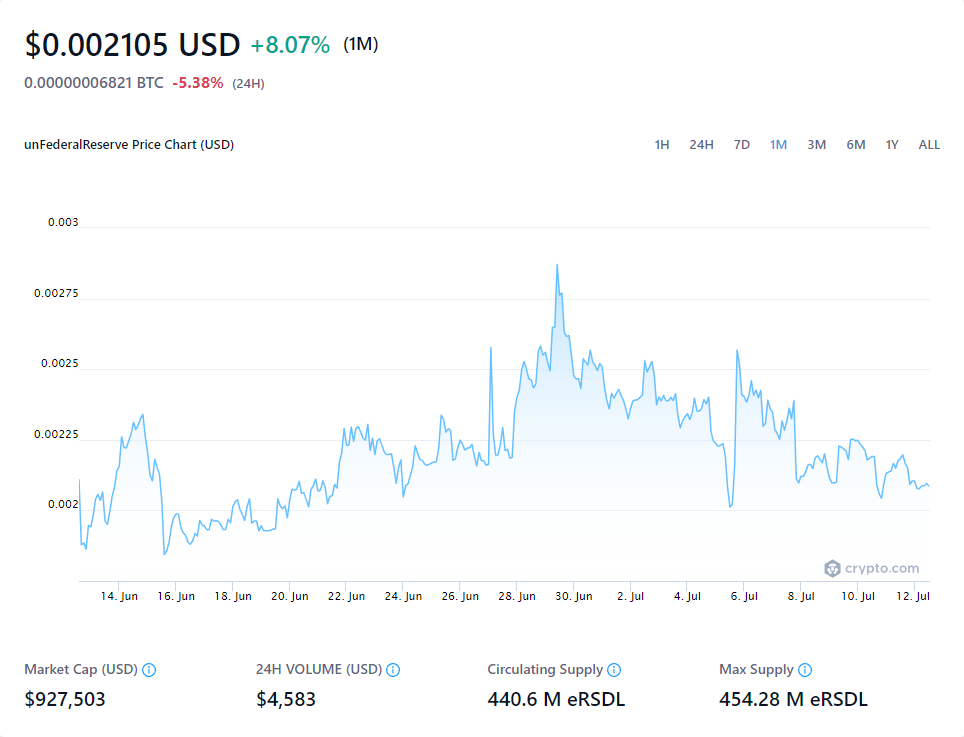 $0.002105 USD +8.07% (1M)
0.00000006821 BTC -5.38% (24H)
unFederalReserve Price Chart (USD) 1H 24H 7D 1M 3M 6M 1Y ALL
0.003
0.00275
0.0025
0.00225
0.002
crypto.com
14. Jun 16. Jun 18. Jun 20. Jun 22. Jun 24. Jun 26. Jun 28. Jun 30. Jun 2. Jul 4. Jul 6. Jul 8. Jul 10. Jul 12. Jul
Market Cap (USD) 24H VOLUME (USD) Circulating Supply Max Supply
$927,503 $4,583 440.6 M eRSDL 454.28 M eRSDL